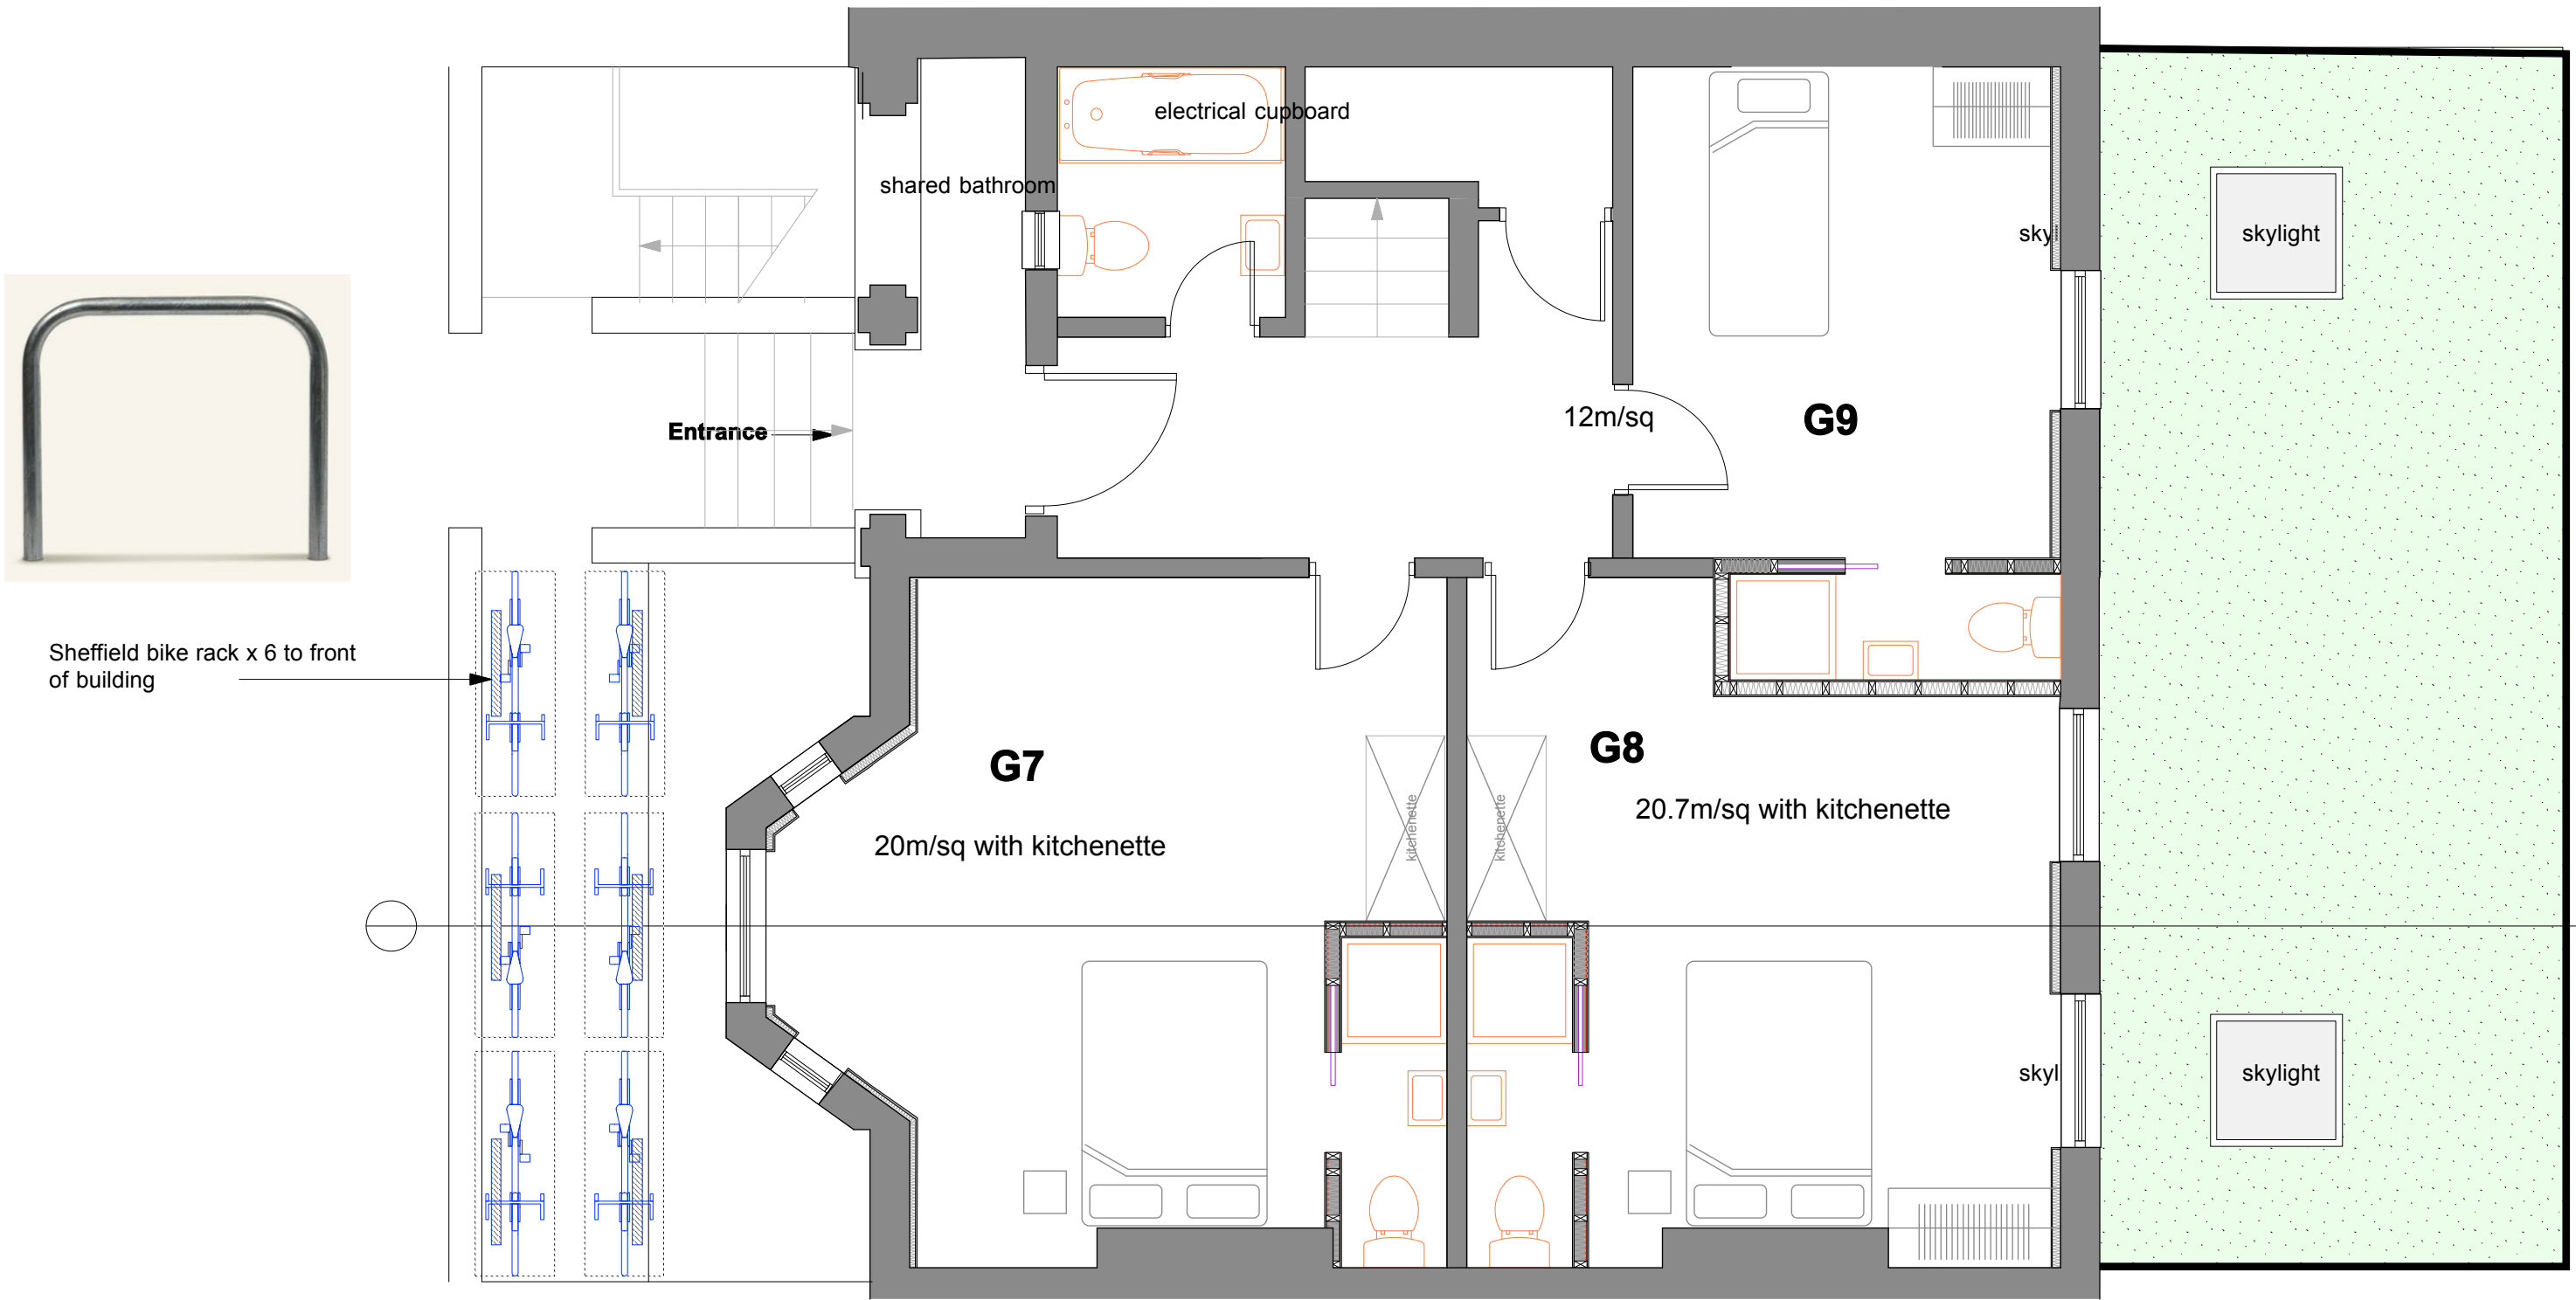 electrical cupboard
shared bathroom
sky
skylight
Entrance
12m/sq
G9
Sheffield bike rack x 6 to front
of building
G7
G8
20m/sq with kitchenette
20.7m/sq with kitchenette
kitchenette
kitchenette
skyl
skylight